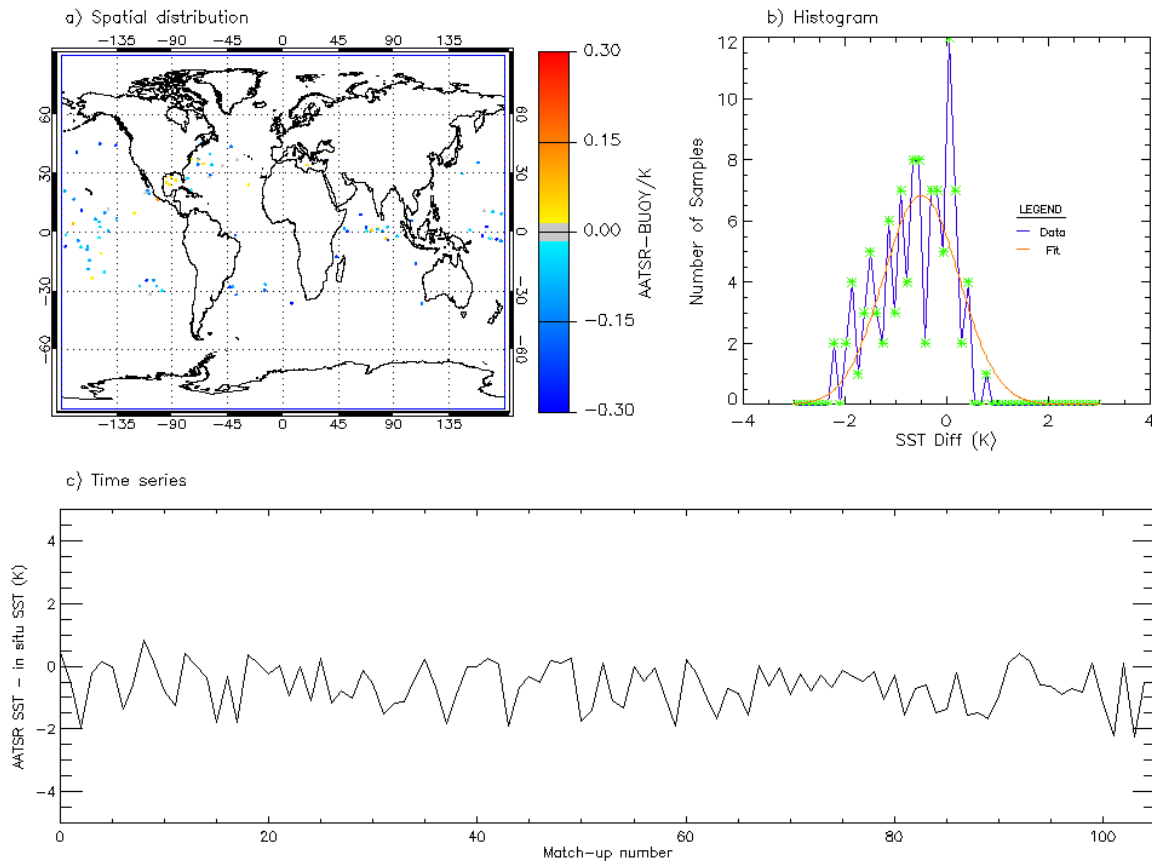 a) Spatial distribution
−135 −90 −45 0 45 90 135
60 30 0 −30 −60
60 30 0 −30 −60
−135 −90 −45 0 45 90 135
0.30
0.15
0.00
−0.15
−0.30
AATSR−BUOY/K
b) Histogram
12
10
8
6
4
2
0
Number of Samples
LEGEND
Data
Fit
−4 −2 0 2 4
SST Diff (K)
c) Time series
4
2
0
−2
−4
AATSR SST − in situ SST (K)
0 20 40 60 80 100
Match−up number